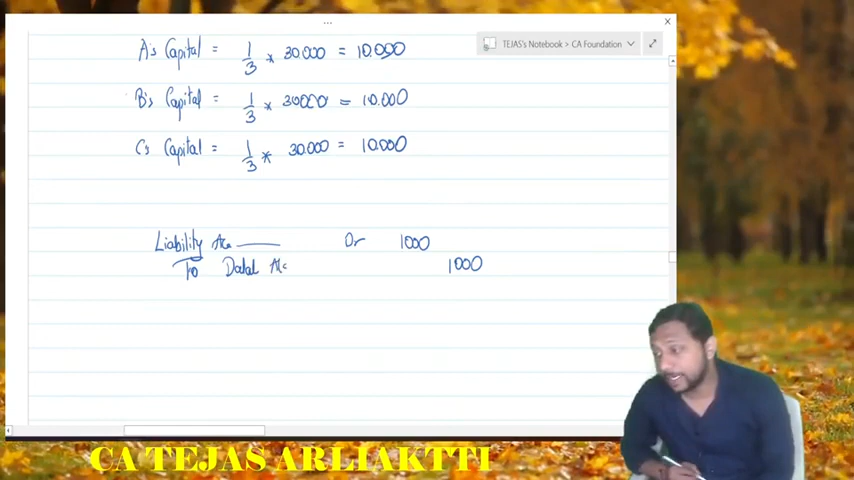 TEJAS's Notebook > CA Foundation
A's Capital = 1/3 * 30.000 = 10.000
B's Capital = 1/3 * 30000 = 10.000
C's Capital = 1/3 * 30.000 = 10.000
Liability A/c Dr 1000
To A/c 1000
CA TEJAS ARLIAKTTI